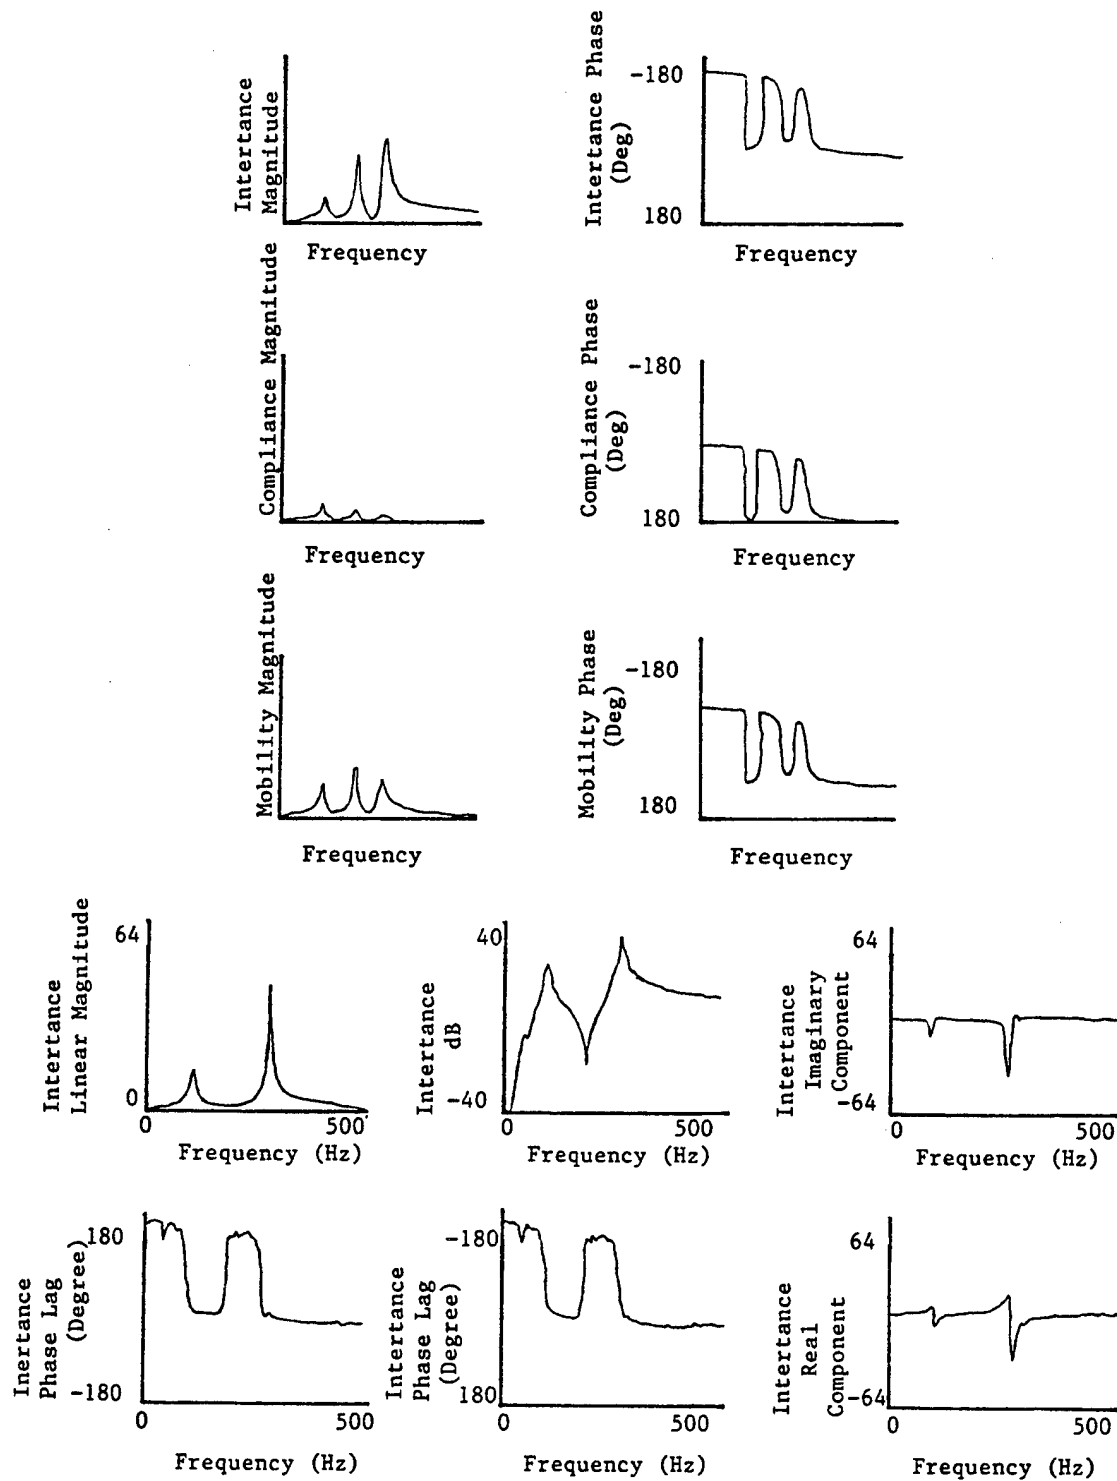 Intertance
Magnitude
Frequency
Intertance Phase
(Deg)
-180
180
Frequency
Compliance Magnitude
Frequency
Compliance Phase
(Deg)
-180
180
Frequency
Mobility Magnitude
Frequency
Mobility Phase
(Deg)
-180
180
Frequency
Intertance
Linear Magnitude
64
0
0
500
Frequency (Hz)
Intertance
dB
40
-40
0
500
Frequency (Hz)
Intertance
Imaginary
Component
64
-64
0
500
Frequency (Hz)
Inertance
Phase Lag
(Degree)
180
-180
0
500
Frequency (Hz)
Intertance
Phase Lag
(Degree)
-180
180
0
500
Frequency (Hz)
Intertance
Real
Component
64
-64
0
500
Frequency (Hz)